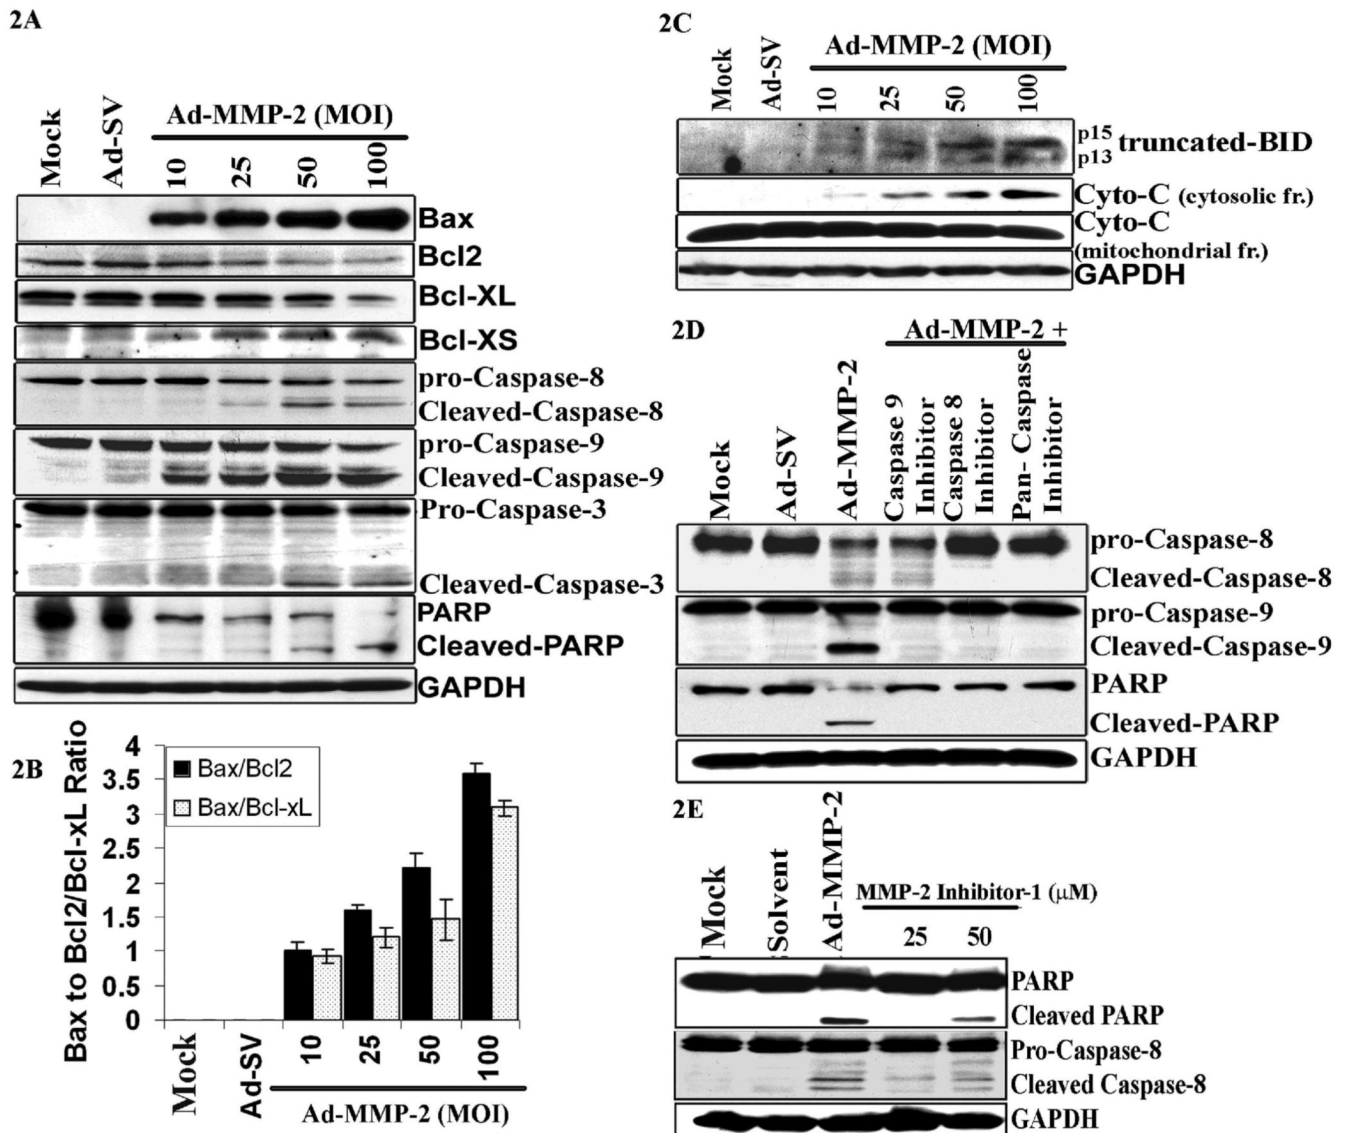 2A
Mock
Ad-SV
Ad-MMP-2 (MOI)
10
25
50
100
Bax
Bcl2
Bcl-XL
Bcl-XS
pro-Caspase-8
Cleaved-Caspase-8
pro-Caspase-9
Cleaved-Caspase-9
Pro-Caspase-3
Cleaved-Caspase-3
PARP
Cleaved-PARP
GAPDH
2B
Bax to Bcl2/Bcl-xL Ratio
4
3.5
3
2.5
2
1.5
1
0.5
0
Bax/Bcl2
Bax/Bcl-xL
Mock
Ad-SV
10
25
50
100
Ad-MMP-2 (MOI)
2C
Mock
Ad-SV
Ad-MMP-2 (MOI)
10
25
50
100
p15
p13
truncated-BID
Cyto-C (cytosolic fr.)
Cyto-C
(mitochondrial fr.)
GAPDH
2D
Ad-MMP-2 +
Mock
Ad-SV
Ad-MMP-2
Caspase 9
Inhibitor
Caspase 8
Inhibitor
Pan- Caspase
Inhibitor
pro-Caspase-8
Cleaved-Caspase-8
pro-Caspase-9
Cleaved-Caspase-9
PARP
Cleaved-PARP
GAPDH
2E
Mock
Solvent
Ad-MMP-2
MMP-2 Inhibitor-1 (µM)
25
50
PARP
Cleaved PARP
Pro-Caspase-8
Cleaved Caspase-8
GAPDH